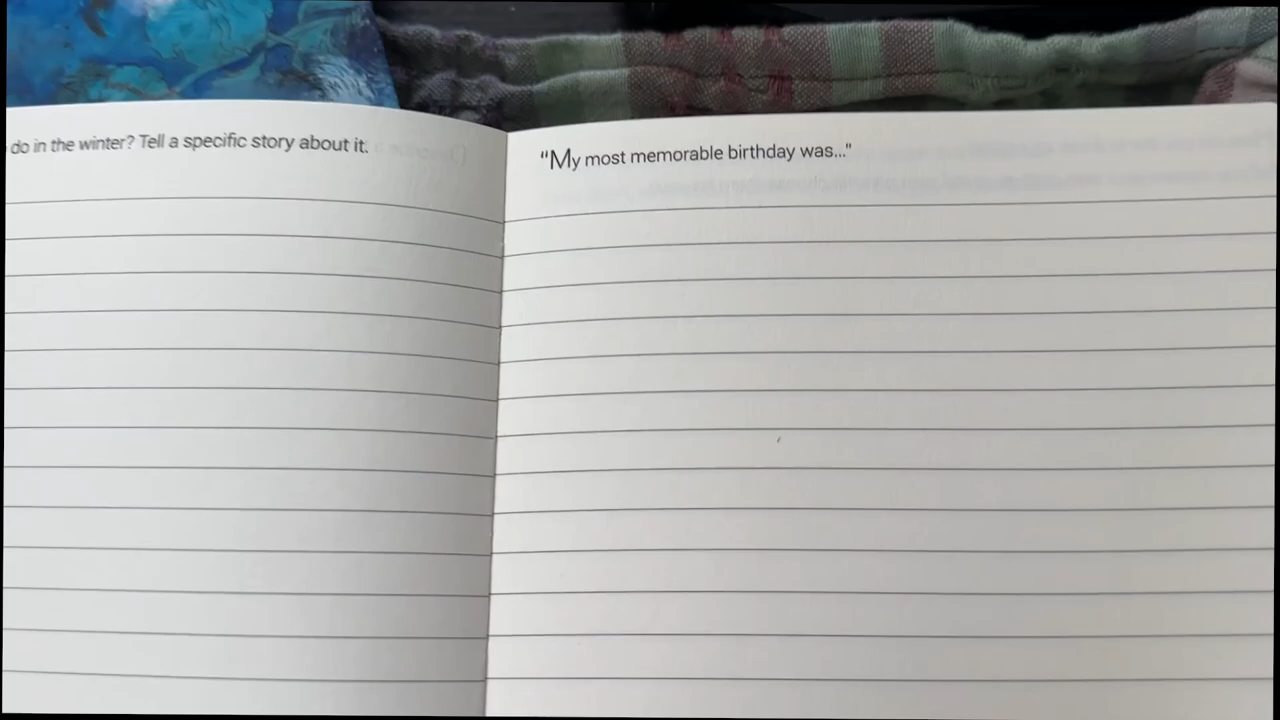 do in the winter? Tell a specific story about it.
"My most memorable birthday was..."